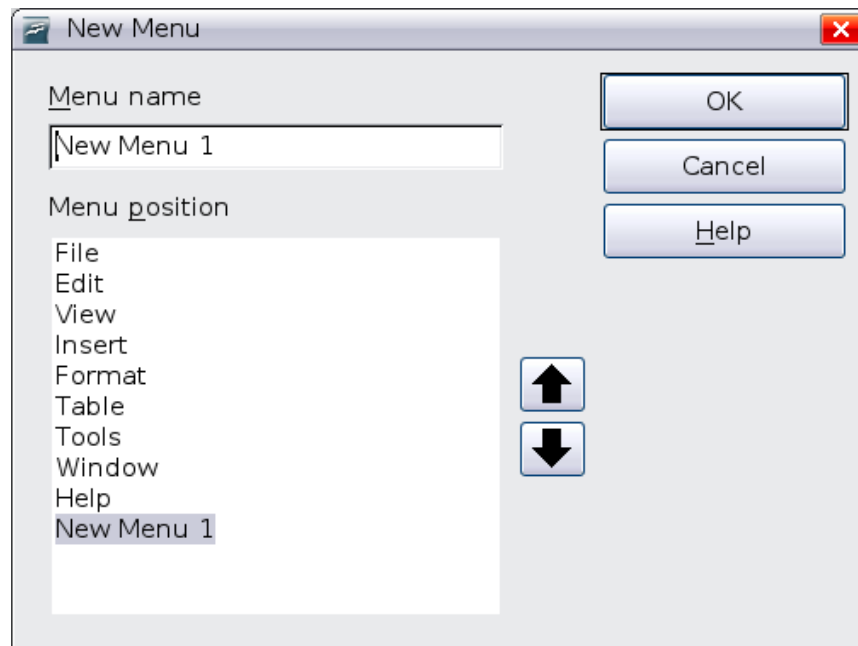 New Menu
Menu name
New Menu 1
Menu position
File
Edit
View
Insert
Format
Table
Tools
Window
Help
New Menu 1
OK
Cancel
Help